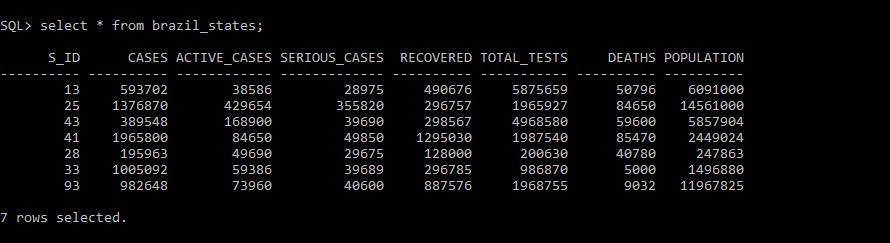 SQL> select * from brazil_states;
      S_ID      CASES ACTIVE_CASES SERIOUS_CASES  RECOVERED TOTAL_TESTS     DEATHS POPULATION
---------- ---------- ------------ ------------- ---------- ----------- ---------- ----------
        13     593702        38586         28975     490676     5875659      50796    6091000
        25    1376870       429654        355820     296757     1965927      84650   14561000
        43     389548       168900         39690     298567     4968580      59600    5857904
        41    1965800        84650         49850    1295030     1987540      85470    2449024
        28     195963        49690         29675     128000      200630      40780     247863
        33    1005092        59386         39689     296785      986870       5000    1496880
        93     982648        73960         40600     887576     1968755       9032   11967825
7 rows selected.